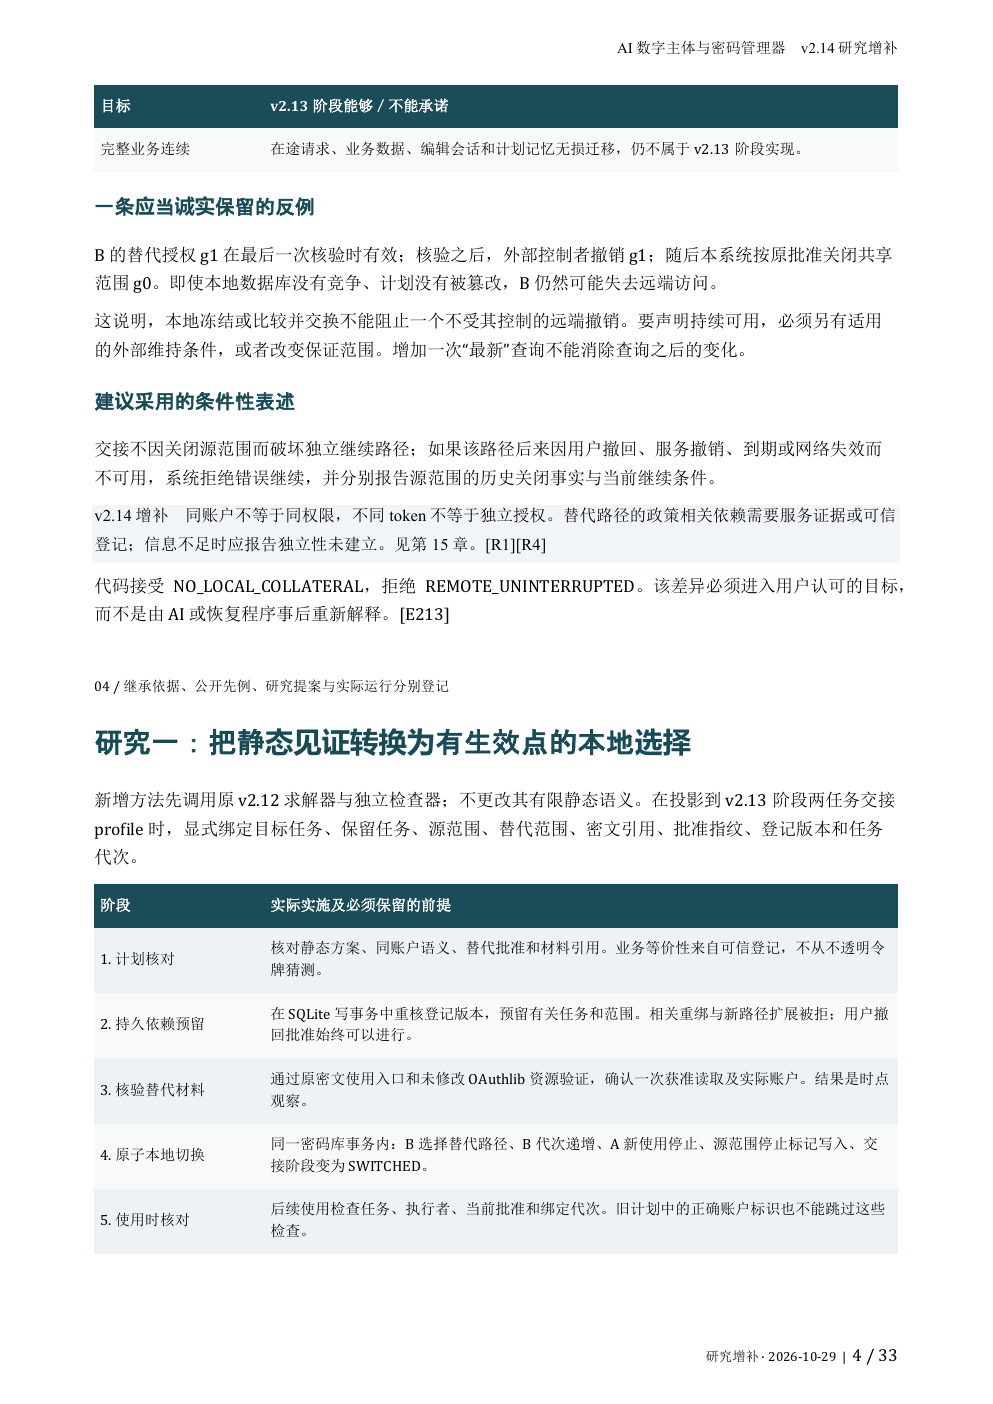 AI 数字主体与密码管理器　v2.14 研究增补
目标　v2.13 阶段能够 / 不能承诺
完整业务连续　在途请求、业务数据、编辑会话和计划记忆无损迁移，仍不属于 v2.13 阶段实现。
一条应当诚实保留的反例
B 的替代授权 g1 在最后一次核验时有效；核验之后，外部控制者撤销 g1；随后本系统按原批准关闭共享
范围 g0。即使本地数据库没有竞争、计划没有被篡改，B 仍然可能失去远端访问。
这说明，本地冻结或比较并交换不能阻止一个不受其控制的远端撤销。要声明持续可用，必须另有适用
的外部维持条件，或者改变保证范围。增加一次“最新”查询不能消除查询之后的变化。
建议采用的条件性表述
交接不因关闭源范围而破坏独立继续路径；如果该路径后来因用户撤回、服务撤销、到期或网络失效而
不可用，系统拒绝错误继续，并分别报告源范围的历史关闭事实与当前继续条件。
v2.14 增补　同账户不等于同权限，不同 token 不等于独立授权。替代路径的政策相关依赖需要服务证据或可信
登记；信息不足时应报告独立性未建立。见第 15 章。[R1][R4]
代码接受 NO_LOCAL_COLLATERAL，拒绝 REMOTE_UNINTERRUPTED。该差异必须进入用户认可的目标，
而不是由 AI 或恢复程序事后重新解释。[E213]
04 / 继承依据、公开先例、研究提案与实际运行分别登记
研究一：把静态见证转换为有生效点的本地选择
新增方法先调用原 v2.12 求解器与独立检查器；不更改其有限静态语义。在投影到 v2.13 阶段两任务交接
profile 时，显式绑定目标任务、保留任务、源范围、替代范围、密文引用、批准指纹、登记版本和任务
代次。
阶段　实际实施及必须保留的前提
1. 计划核对　核对静态方案、同账户语义、替代批准和材料引用。业务等价性来自可信登记，不从不透明令
牌猜测。
2. 持久依赖预留　在 SQLite 写事务中重核登记版本，预留有关任务和范围。相关重绑与新路径扩展被拒；用户撤
回批准始终可以进行。
3. 核验替代材料　通过原密文使用入口和未修改 OAuthlib 资源验证，确认一次获准读取及实际账户。结果是时点
观察。
4. 原子本地切换　同一密码库事务内：B 选择替代路径、B 代次递增、A 新使用停止、源范围停止标记写入、交
接阶段变为 SWITCHED。
5. 使用时核对　后续使用检查任务、执行者、当前批准和绑定代次。旧计划中的正确账户标识也不能跳过这些
检查。
研究增补 · 2026-10-29 | 4 / 33